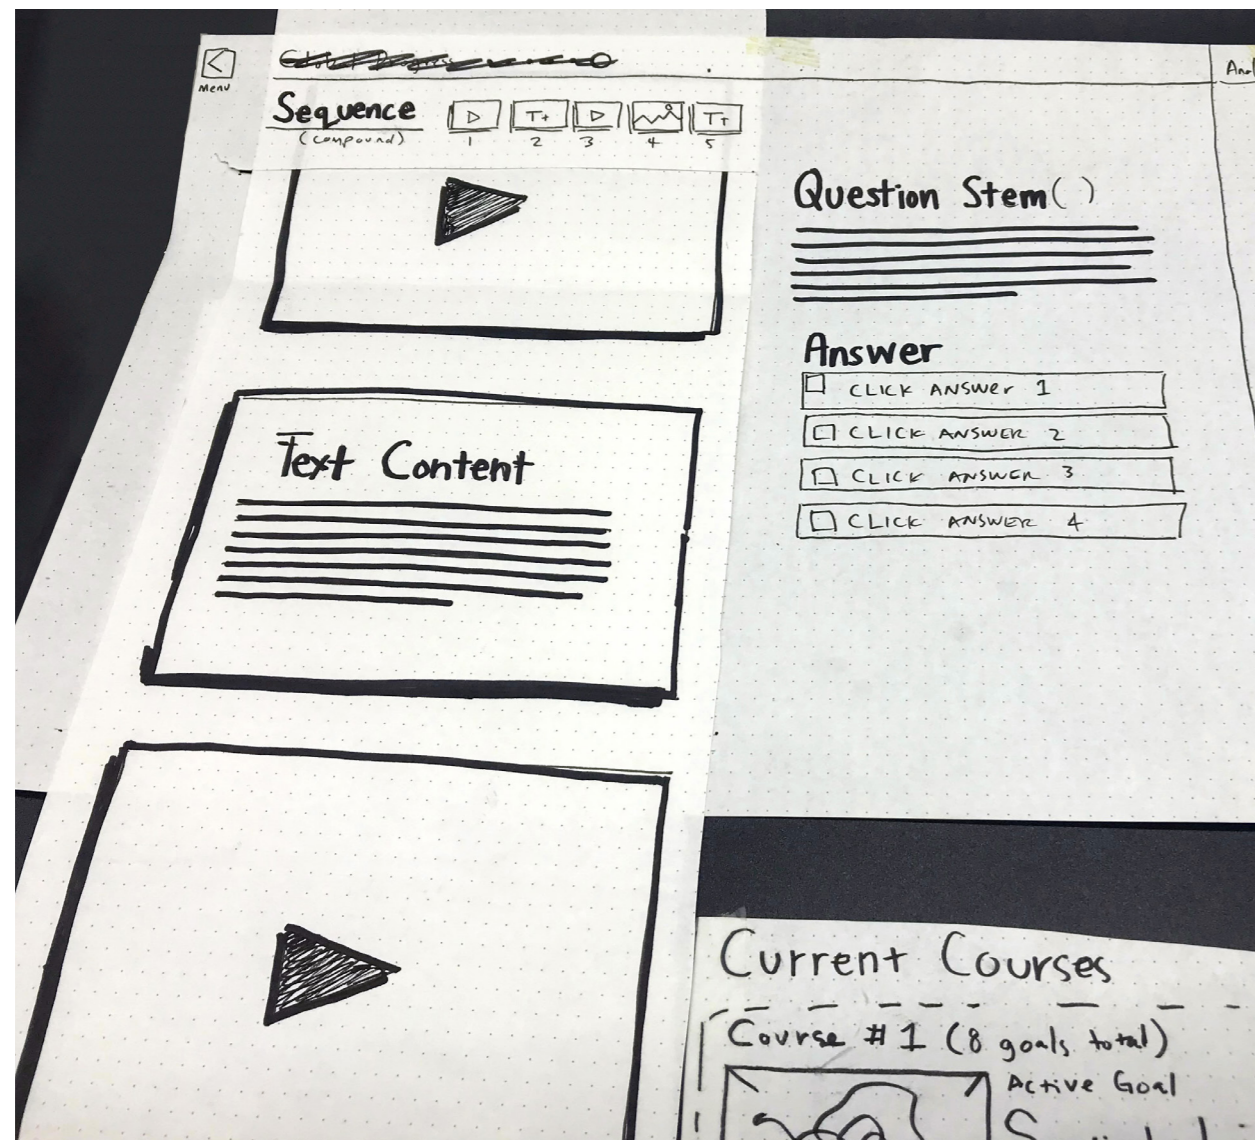 Menu
Sequence
(compound)
1 2 3 4 5
T+ Tт
Question Stem( )
Answer
CLICK ANSWER 1
CLICK ANSWER 2
CLICK ANSWER 3
CLICK ANSWER 4
Text Content
Current Courses
Course #1 (8 goals total)
Active Goal